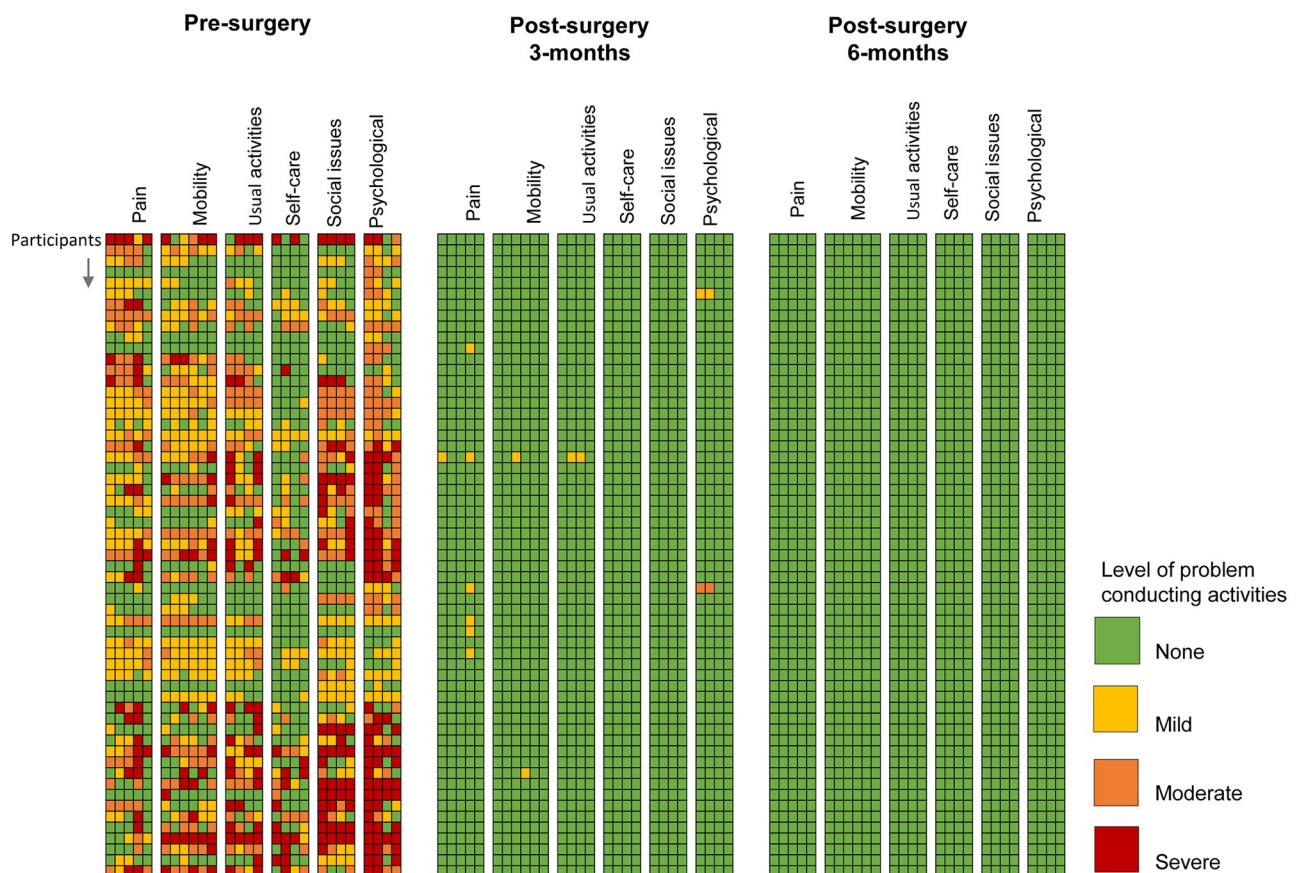 Pre-surgery
Post-surgery
3-months
Post-surgery
6-months
Pain
Mobility
Usual activities
Self-care
Social issues
Psychological
Pain
Mobility
Usual activities
Self-care
Social issues
Psychological
Pain
Mobility
Usual activities
Self-care
Social issues
Psychological
Participants
Level of problem
conducting activities
None
Mild
Moderate
Severe